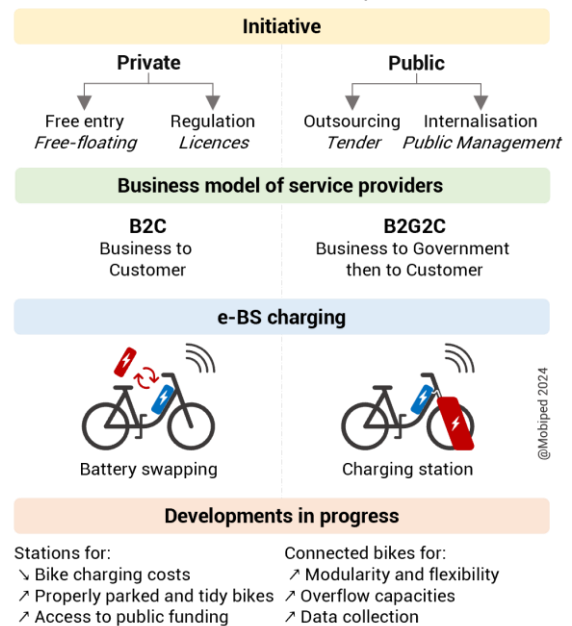 Initiative
Private
Public
Free entry
Free-floating
Regulation
Licences
Outsourcing
Tender
Internalisation
Public Management
Business model of service providers
B2C
Business to
Customer
B2G2C
Business to Government
then to Customer
e-BS charging
Battery swapping
Charging station
@Mobiped 2024
Developments in progress
Stations for:
↘ Bike charging costs
↗ Properly parked and tidy bikes
↗ Access to public funding
Connected bikes for:
↗ Modularity and flexibility
↗ Overflow capacities
↗ Data collection